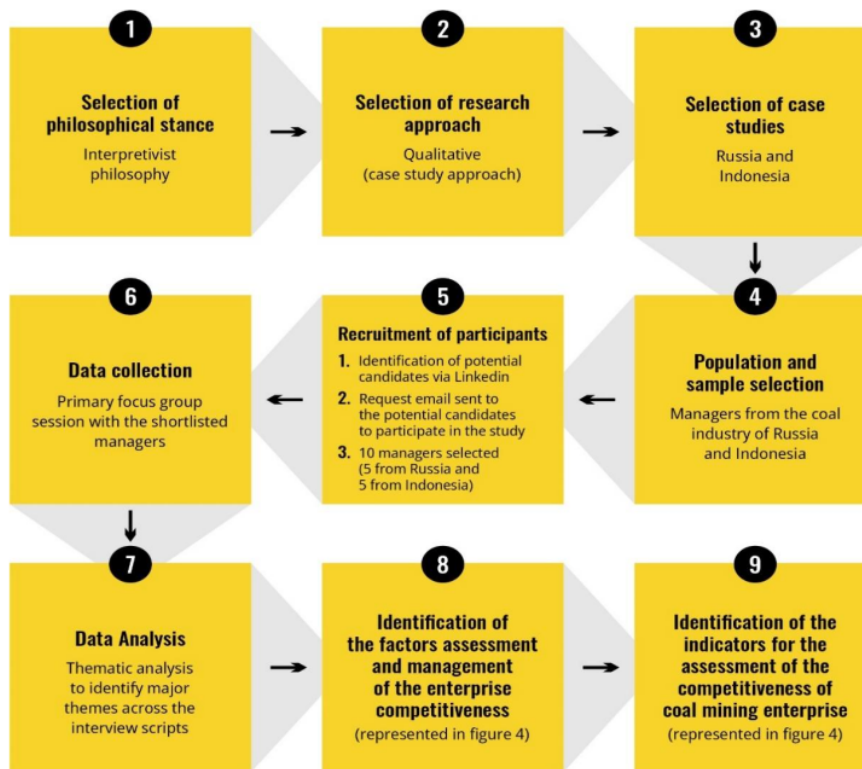 1
Selection of
philosophical stance
Interpretivist
philosophy
2
Selection of research
approach
Qualitative
(case study approach)
3
Selection of case
studies
Russia and
Indonesia
4
Population and
sample selection
Managers from the coal
industry of Russia
and Indonesia
5
Recruitment of participants
1. Identification of potential
candidates via Linkedin
2. Request email sent to
the potential candidates
to participate in the study
3. 10 managers selected
(5 from Russia and
5 from Indonesia)
6
Data collection
Primary focus group
session with the shortlisted
managers
7
Data Analysis
Thematic analysis
to identify major
themes across the
interview scripts
8
Identification of
the factors assessment
and management
of the enterprise
competitiveness
(represented in figure 4)
9
Identification of the
indicators for the
assessment of the
competitiveness of
coal mining enterprise
(represented in figure 4)